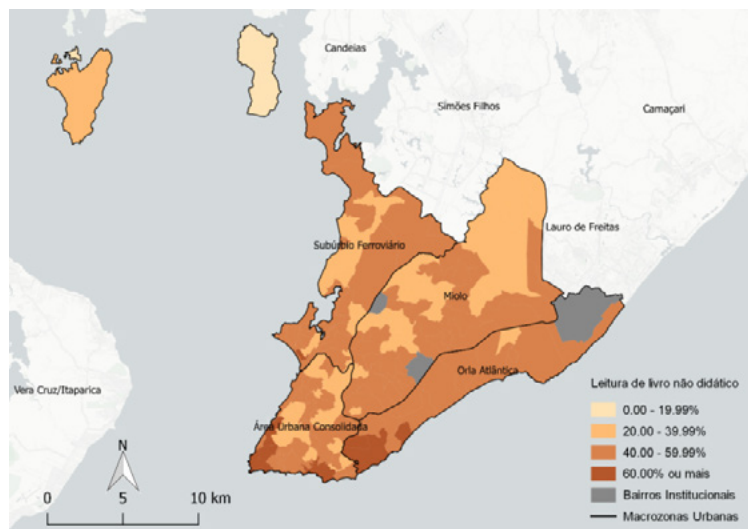 Candeias
Simões Filhos
Camaçari
Lauro de Freitas
Subúrbio Ferroviário
Miolo
Orla Atlântica
Vera Cruz/Itaparica
Área Urbana Consolidada
N
0 5 10 km
Leitura de livro não didático
0.00 - 19.99%
20.00 - 39.99%
40.00 - 59.99%
60.00% ou mais
Bairros Institucionais
Macrozonas Urbanas